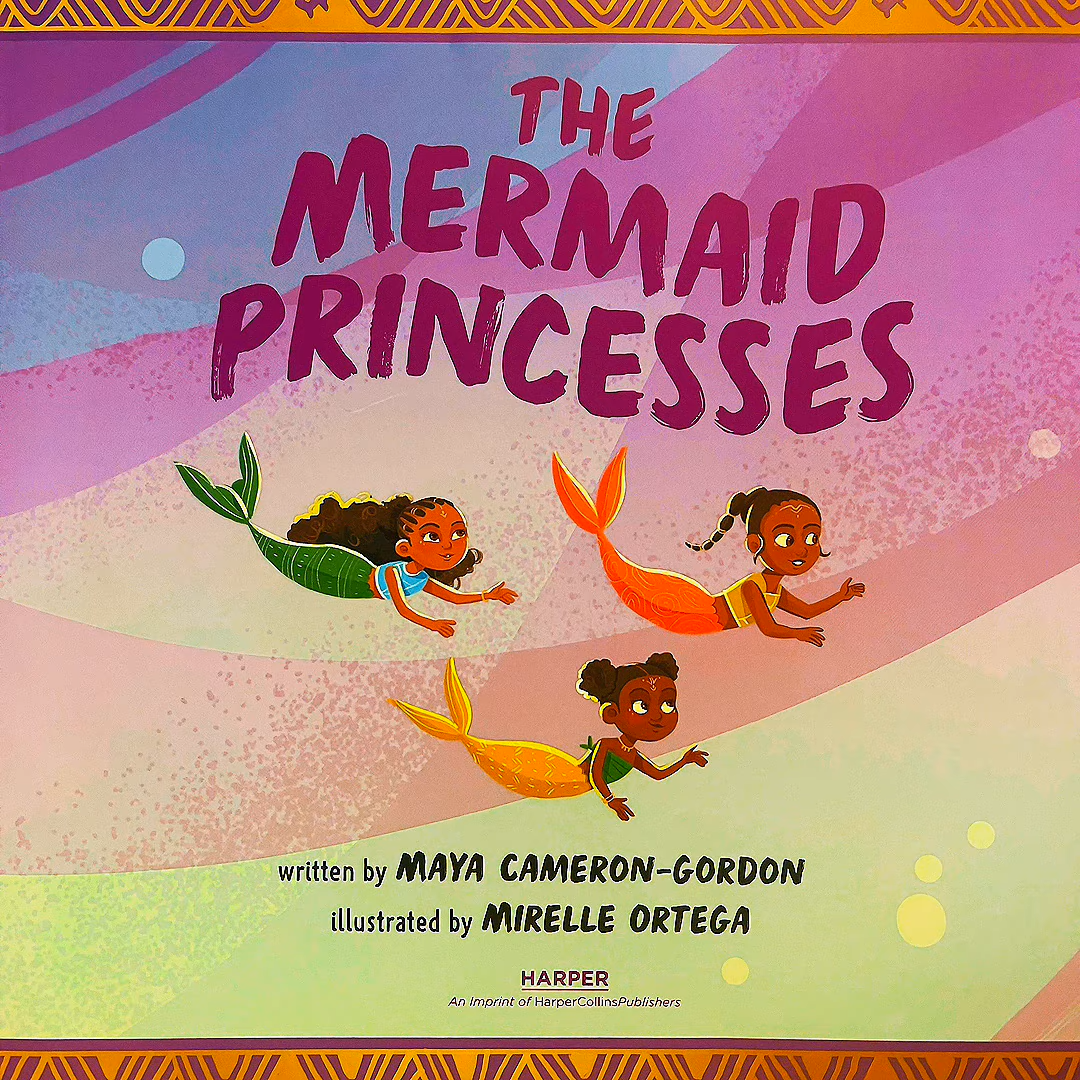 THE
MERMAID
PRINCESSES
written by MAYA CAMERON-GORDON
illustrated by MIRELLE ORTEGA
HARPER
An Imprint of HarperCollinsPublishers